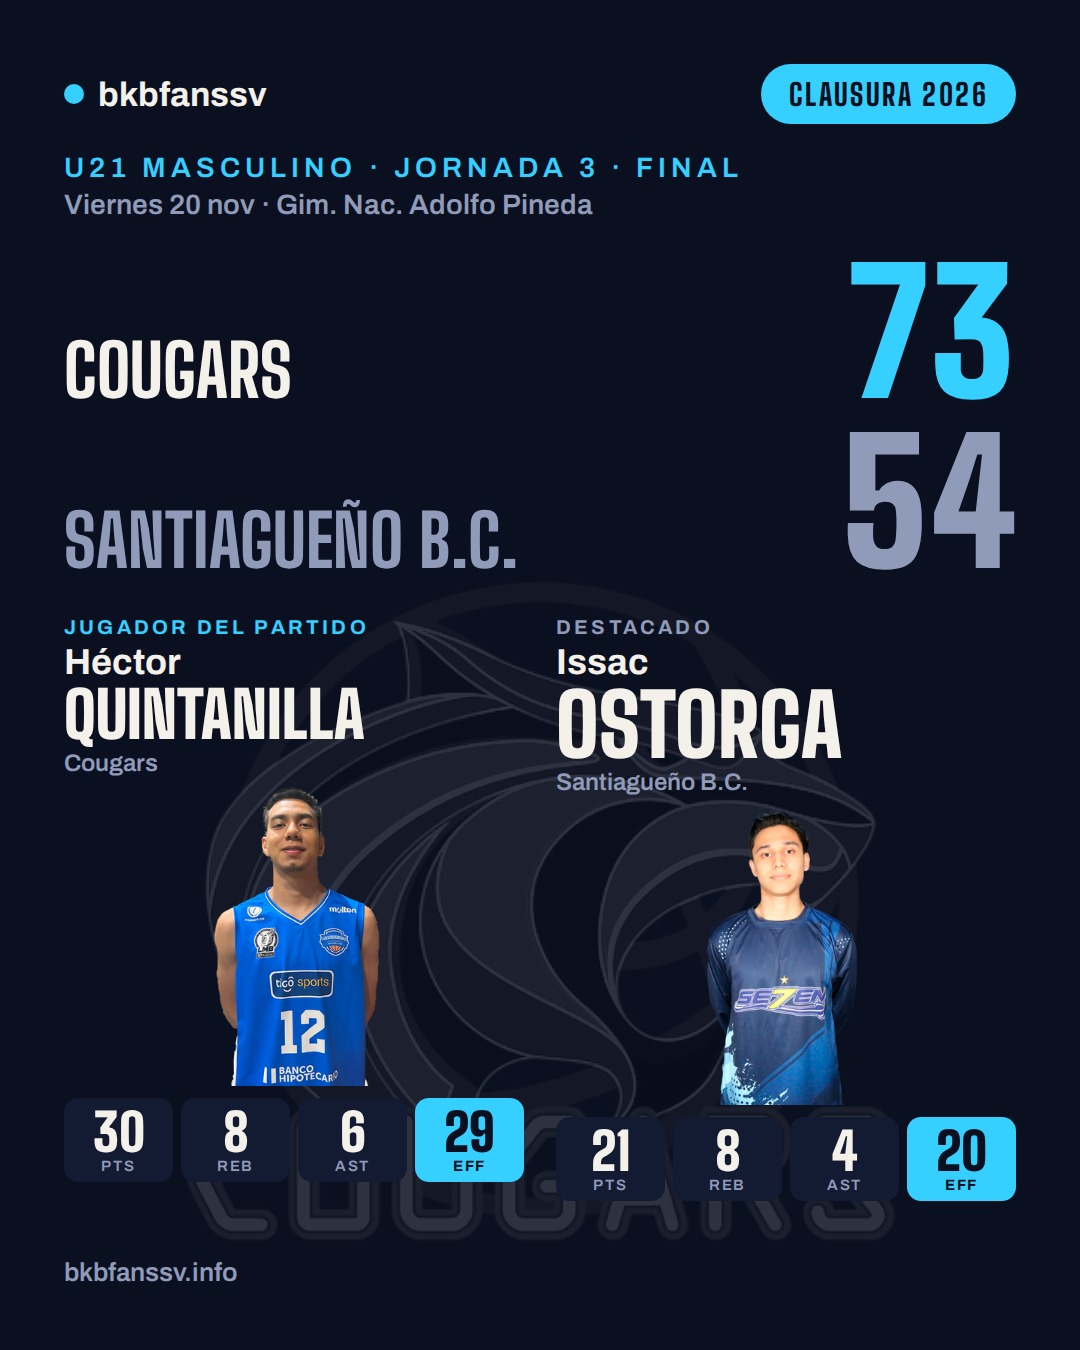 bkbfanssv
CLAUSURA 2026
U21 MASCULINO · JORNADA 3 · FINAL
Viernes 20 nov · Gim. Nac. Adolfo Pineda
COUGARS
73
SANTIAGUEÑO B.C.
54
JUGADOR DEL PARTIDO
Héctor
QUINTANILLA
Cougars
molten
LMB
tigo sports
12
BANCO
HIPOTECARIO
30
PTS
8
REB
6
AST
29
EFF
DESTACADO
Issac
OSTORGA
Santiagueño B.C.
SE7EN
21
PTS
8
REB
4
AST
20
EFF
COUGARS
bkbfanssv.info